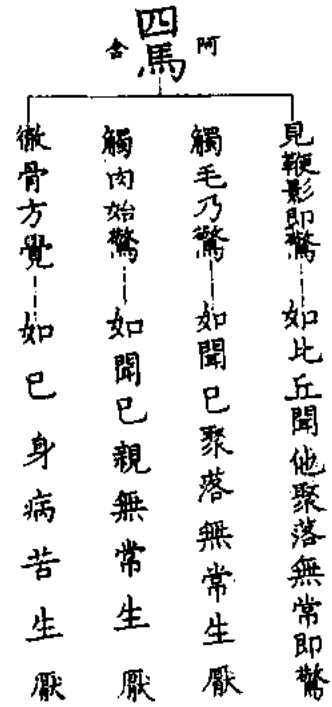 四馬
阿含
見鞭影即驚——如比丘聞他聚落無常即驚
觸毛乃驚——如聞已聚落無常生厭
觸肉始驚——如聞已親無常生厭
徹骨方覺——如已身病苦生厭